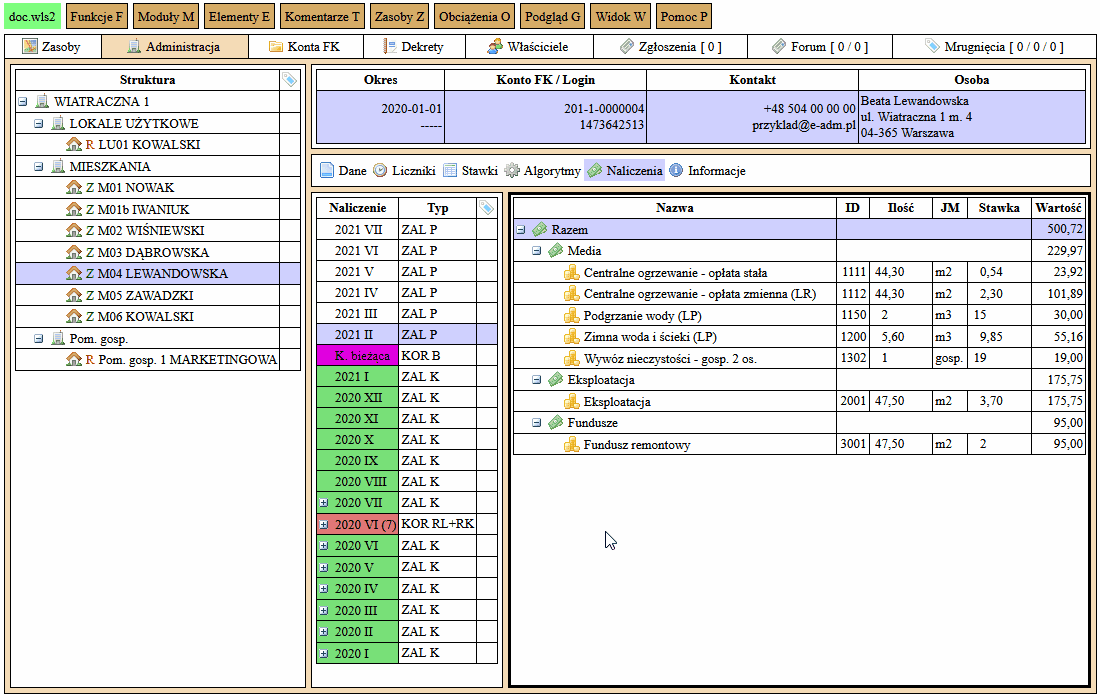 doc.wls2 Funkcje F Moduły M Elementy E Komentarze T Zasoby Z Obciążenia O Podgląd G Widok W Pomoc P
Zasoby Administracja Konta FK Dekrety Właściciele Zgłoszenia [ 0 ] Forum [ 0 / 0 ] Mrugnięcia [ 0 / 0 / 0 ]
Struktura
WIATRACZNA 1
LOKALE UŻYTKOWE
R LU01 KOWALSKI
MIESZKANIA
Z M01 NOWAK
Z M01b IWANIUK
Z M02 WIŚNIEWSKI
Z M03 DĄBROWSKA
Z M04 LEWANDOWSKA
Z M05 ZAWADZKI
Z M06 KOWALSKI
Pom. gosp.
R Pom. gosp. 1 MARKETINGOWA
Okres Konto FK / Login Kontakt Osoba
2020-01-01 201-1-0000004 +48 504 00 00 00 Beata Lewandowska
----- 1473642513 przyklad@e-adm.pl ul. Wiatraczna 1 m. 4
04-365 Warszawa
Dane Liczniki Stawki Algorytmy Naliczenia Informacje
Naliczenie Typ
2021 VII ZAL P
2021 VI ZAL P
2021 V ZAL P
2021 IV ZAL P
2021 III ZAL P
2021 II ZAL P
K. bieżąca KOR B
2021 I ZAL K
2020 XII ZAL K
2020 XI ZAL K
2020 X ZAL K
2020 IX ZAL K
2020 VIII ZAL K
2020 VII ZAL K
2020 VI (7) KOR RL+RK
2020 VI ZAL K
2020 V ZAL K
2020 IV ZAL K
2020 III ZAL K
2020 II ZAL K
2020 I ZAL K
Nazwa ID Ilość JM Stawka Wartość
Razem 500,72
Media 229,97
Centralne ogrzewanie - opłata stała 1111 44,30 m2 0,54 23,92
Centralne ogrzewanie - opłata zmienna (LR) 1112 44,30 m2 2,30 101,89
Podgrzanie wody (LP) 1150 2 m3 15 30,00
Zimna woda i ścieki (LP) 1200 5,60 m3 9,85 55,16
Wywóz nieczystości - gosp. 2 os. 1302 1 gosp. 19 19,00
Eksploatacja 175,75
Eksploatacja 2001 47,50 m2 3,70 175,75
Fundusze 95,00
Fundusz remontowy 3001 47,50 m2 2 95,00